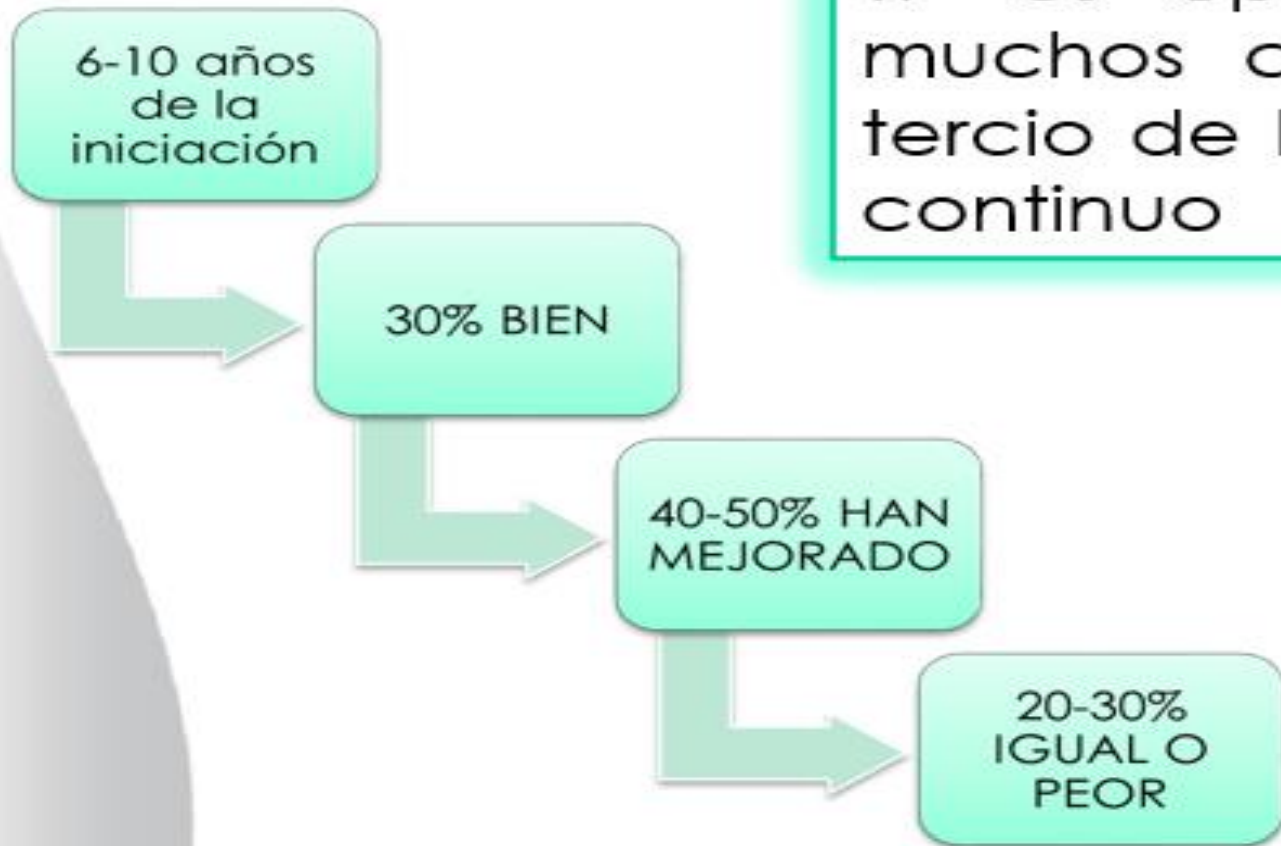 6-10 años
de la
iniciación
muchos
tercio de
continuo
30% BIEN
40-50% HAN
MEJORADO
20-30%
IGUAL O
PEOR